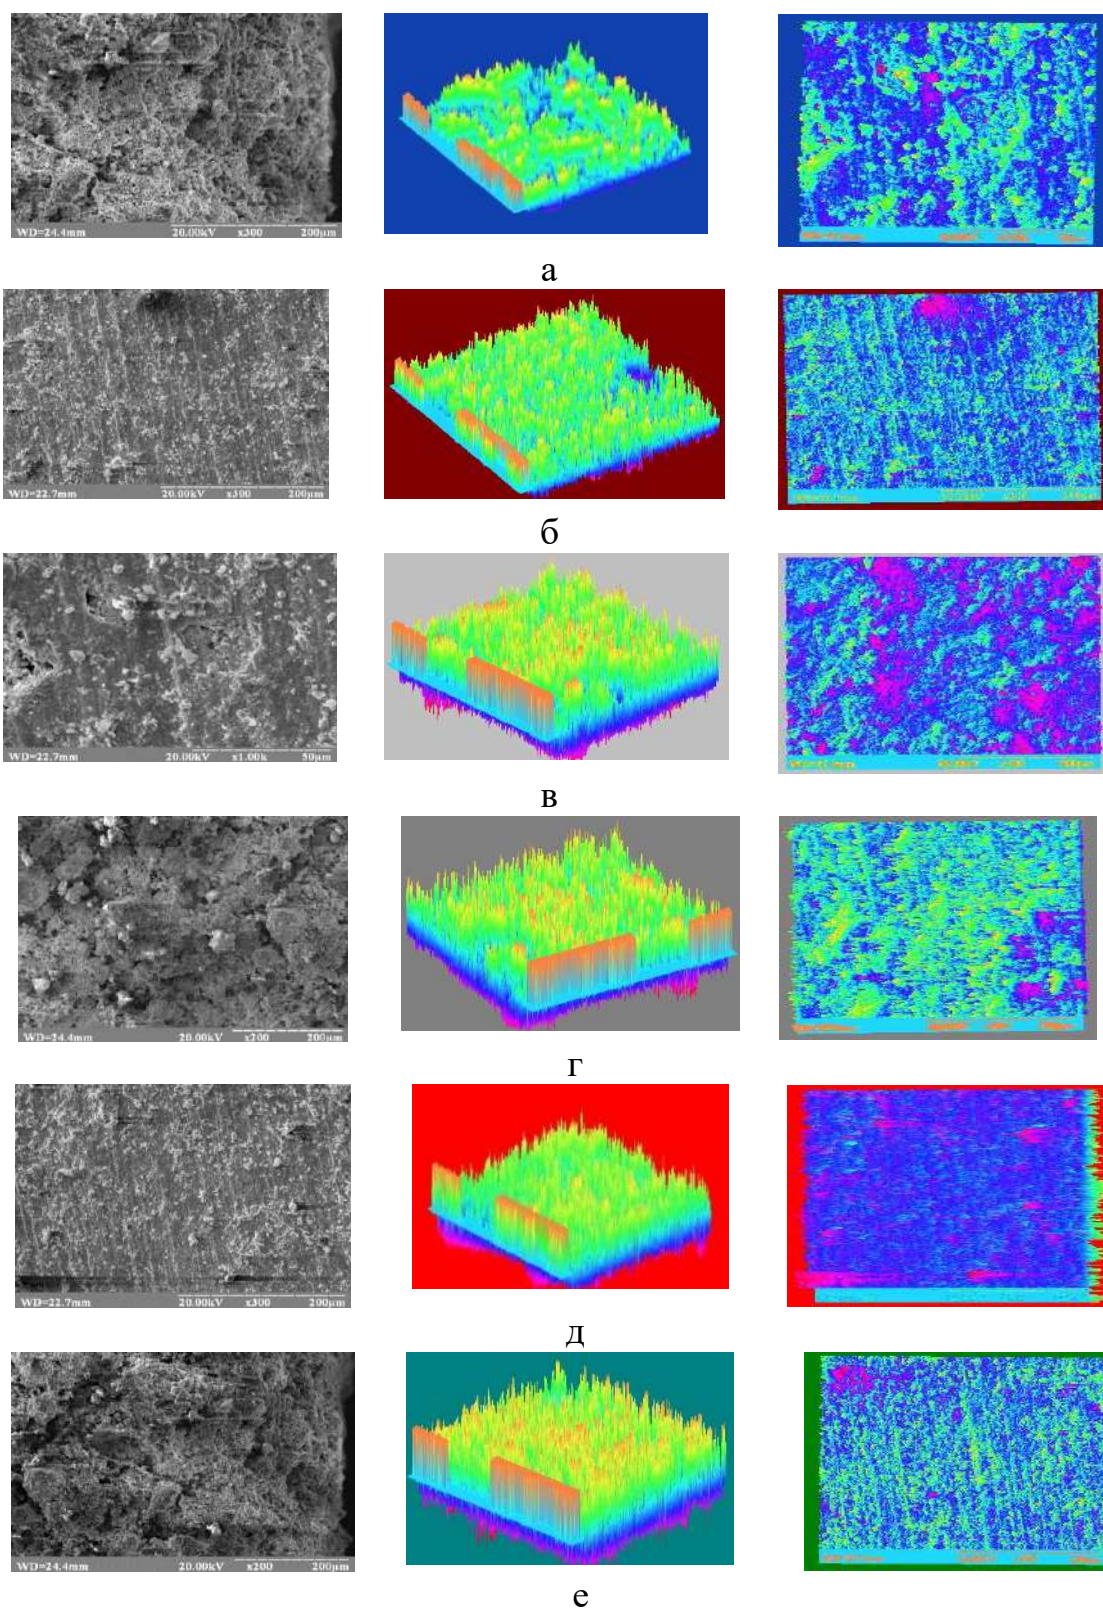 WD=24.4mm 20.00kV x300 200µm
а
WD=22.7mm 20.00kV x300 200µm
б
WD=22.7mm 20.00kV x1.00k 50µm
в
WD=24.4mm 20.00kV x200 200µm
г
WD=22.7mm 20.00kV x300 200µm
д
WD=24.4mm 20.00kV x200 200µm
е